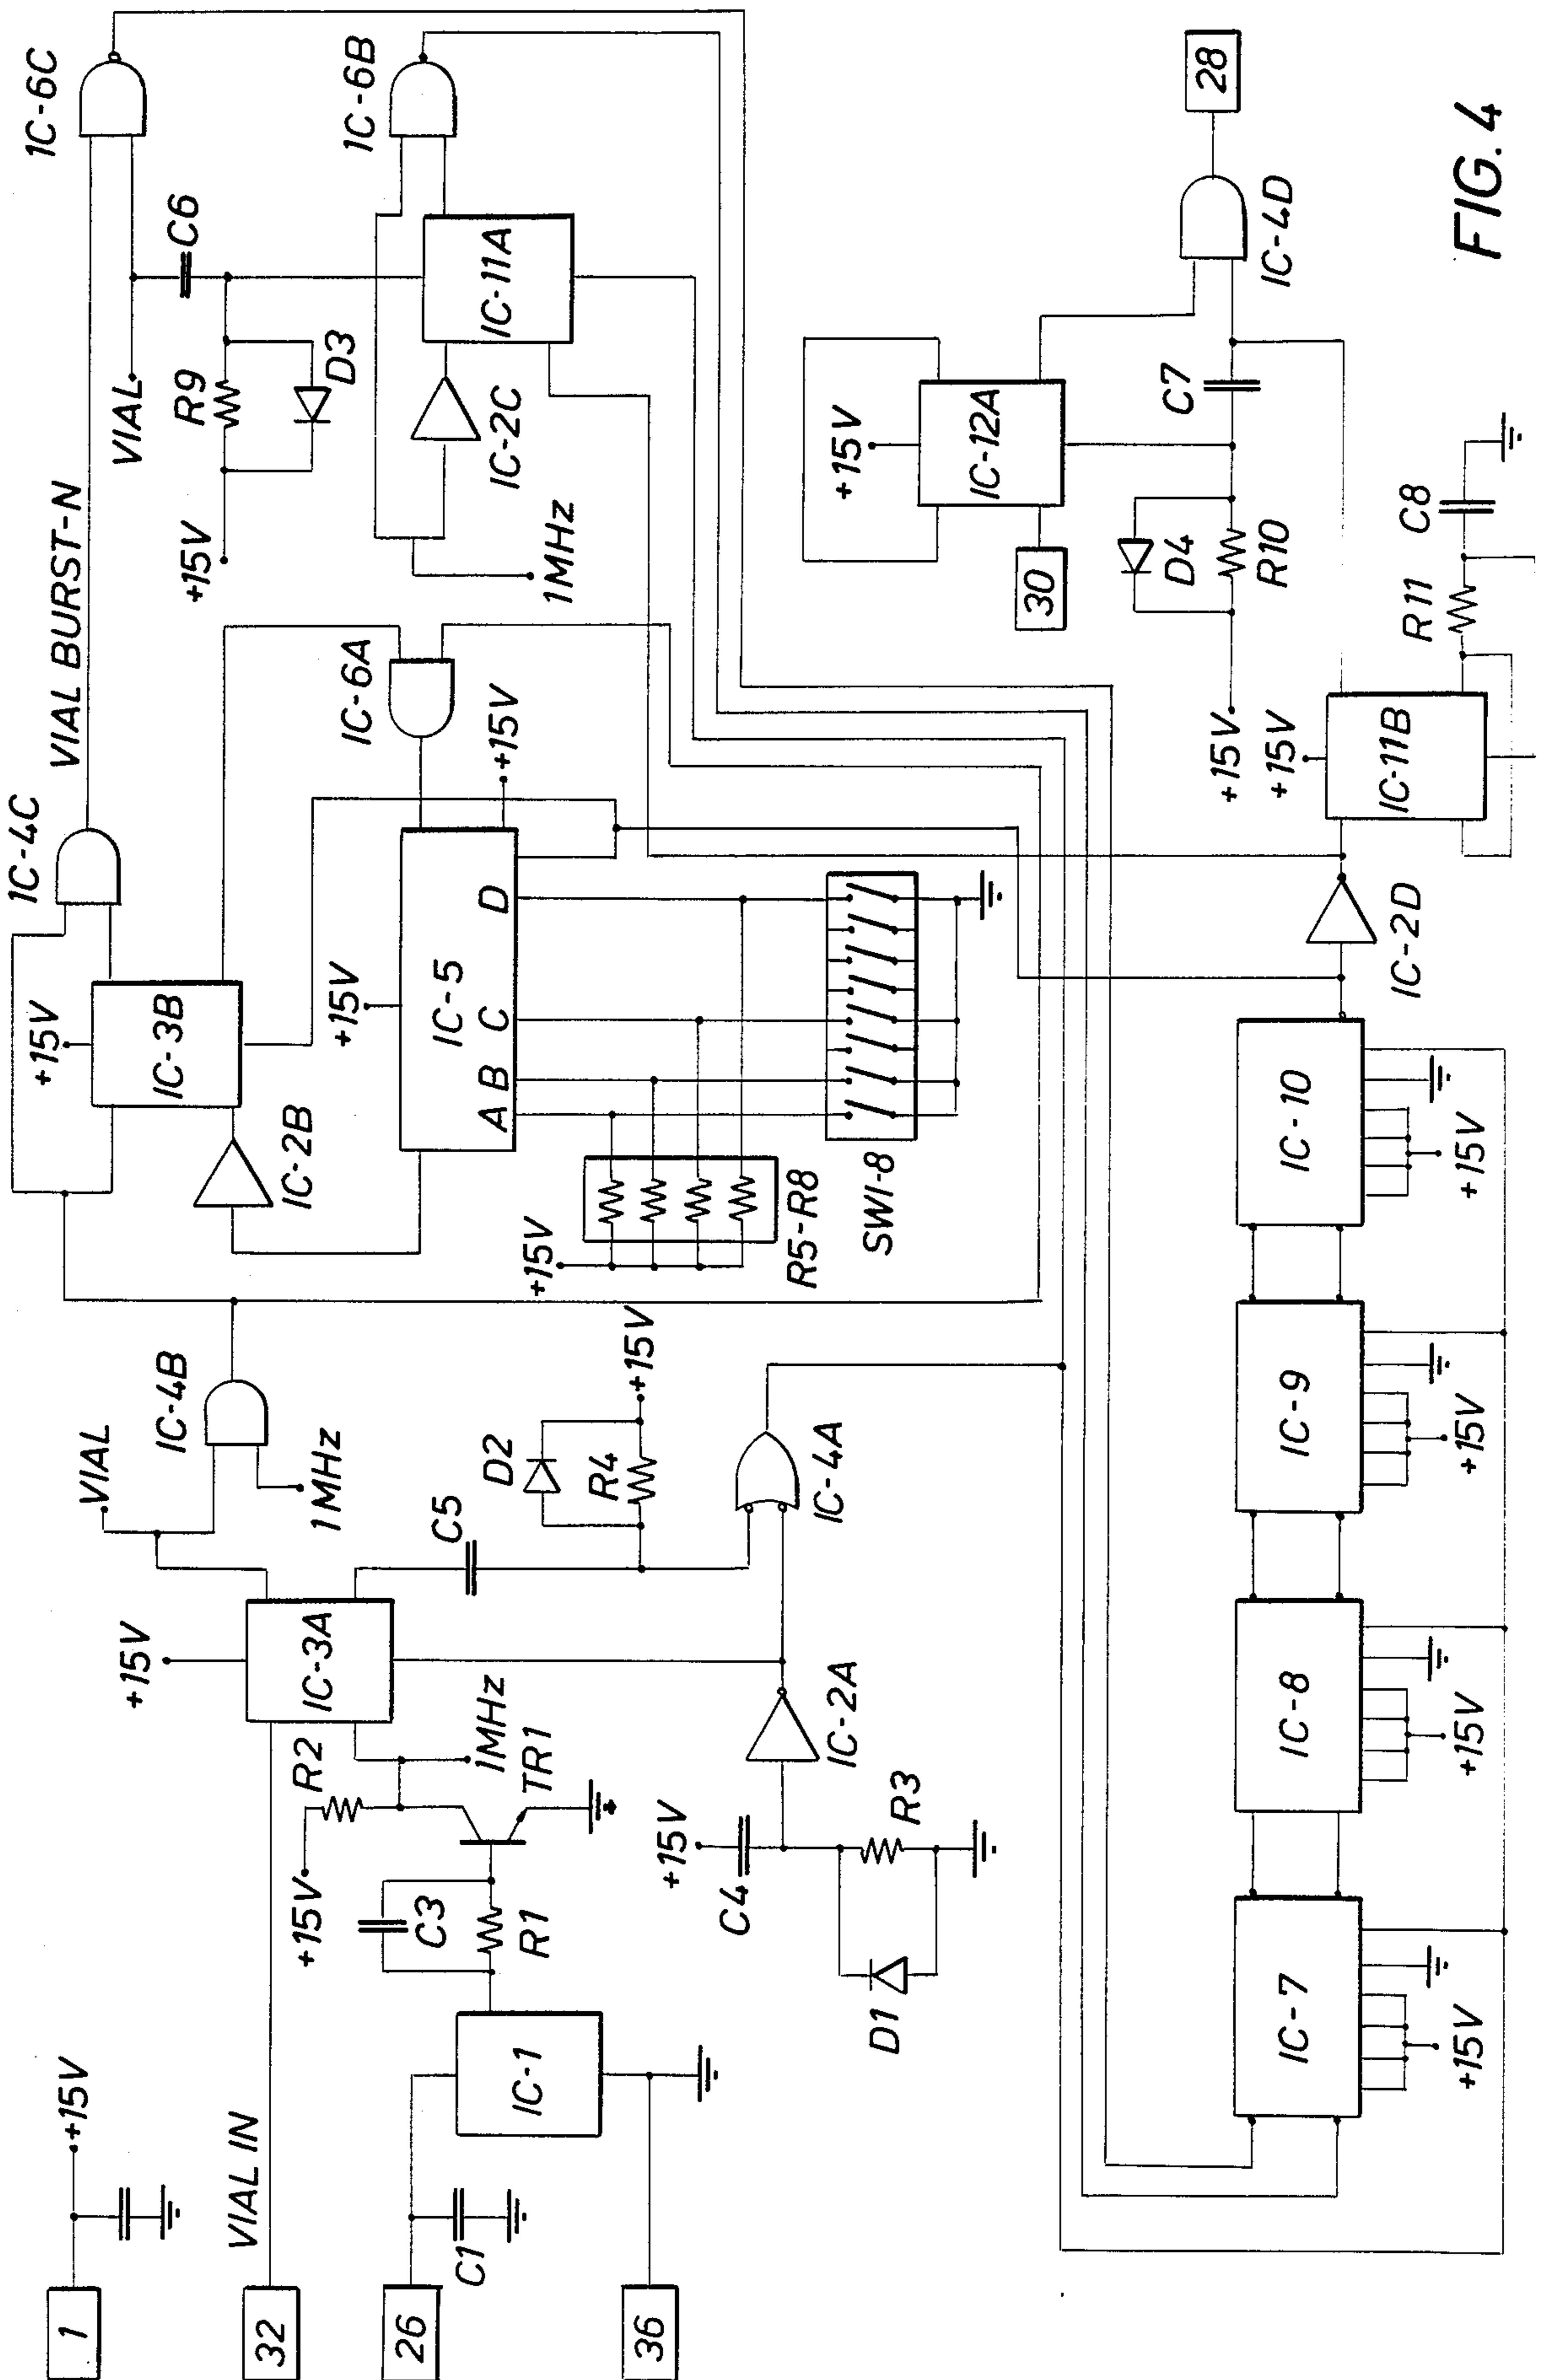 1
+15V
32
VIAL IN
26
C1
36
IC-1
+15V
R2
C3
R1
TR1
1MHz
+15V
IC-3A
VIAL
1MHz
IC-4B
C5
D2
R4
+15V
IC-4A
+15V
C4
IC-2A
R3
D1
1C-4C
VIAL BURST-N
+15V
IC-3B
IC-2B
+15V
IC-5
A B C D
+15V
IC-6A
+15V
R5-R8
SW1-8
1C-6C
VIAL
C6
R9
D3
+15V
1C-6B
IC-11A
IC-2C
1MHz
+15V
IC-12A
30
28
IC-4D
C7
D4
R10
+15V
+15V
IC-11B
R11
C8
IC-2D
IC-7
+15V
IC-8
+15V
IC-9
+15V
IC-10
+15V
FIG. 4